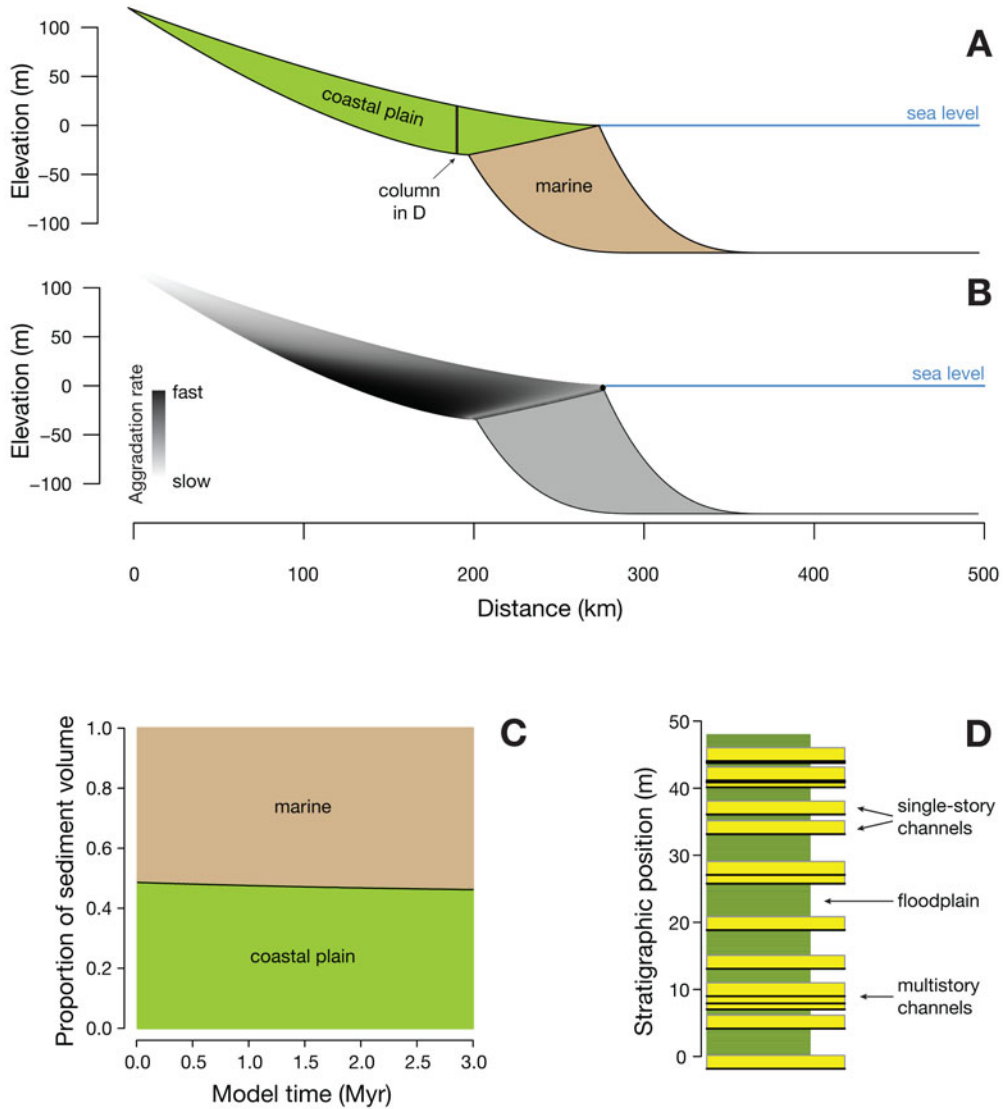 A
Elevation (m)
100
50
0
−50
−100
coastal plain
sea level
column
in D
marine
B
Elevation (m)
100
50
0
−50
−100
sea level
Aggradation rate
fast
slow
0
100
200
300
400
500
Distance (km)
C
Proportion of sediment volume
1.0
0.8
0.6
0.4
0.2
0.0
marine
coastal plain
0.0
0.5
1.0
1.5
2.0
2.5
3.0
Model time (Myr)
D
Stratigraphic position (m)
50
40
30
20
10
0
single-story
channels
floodplain
multistory
channels